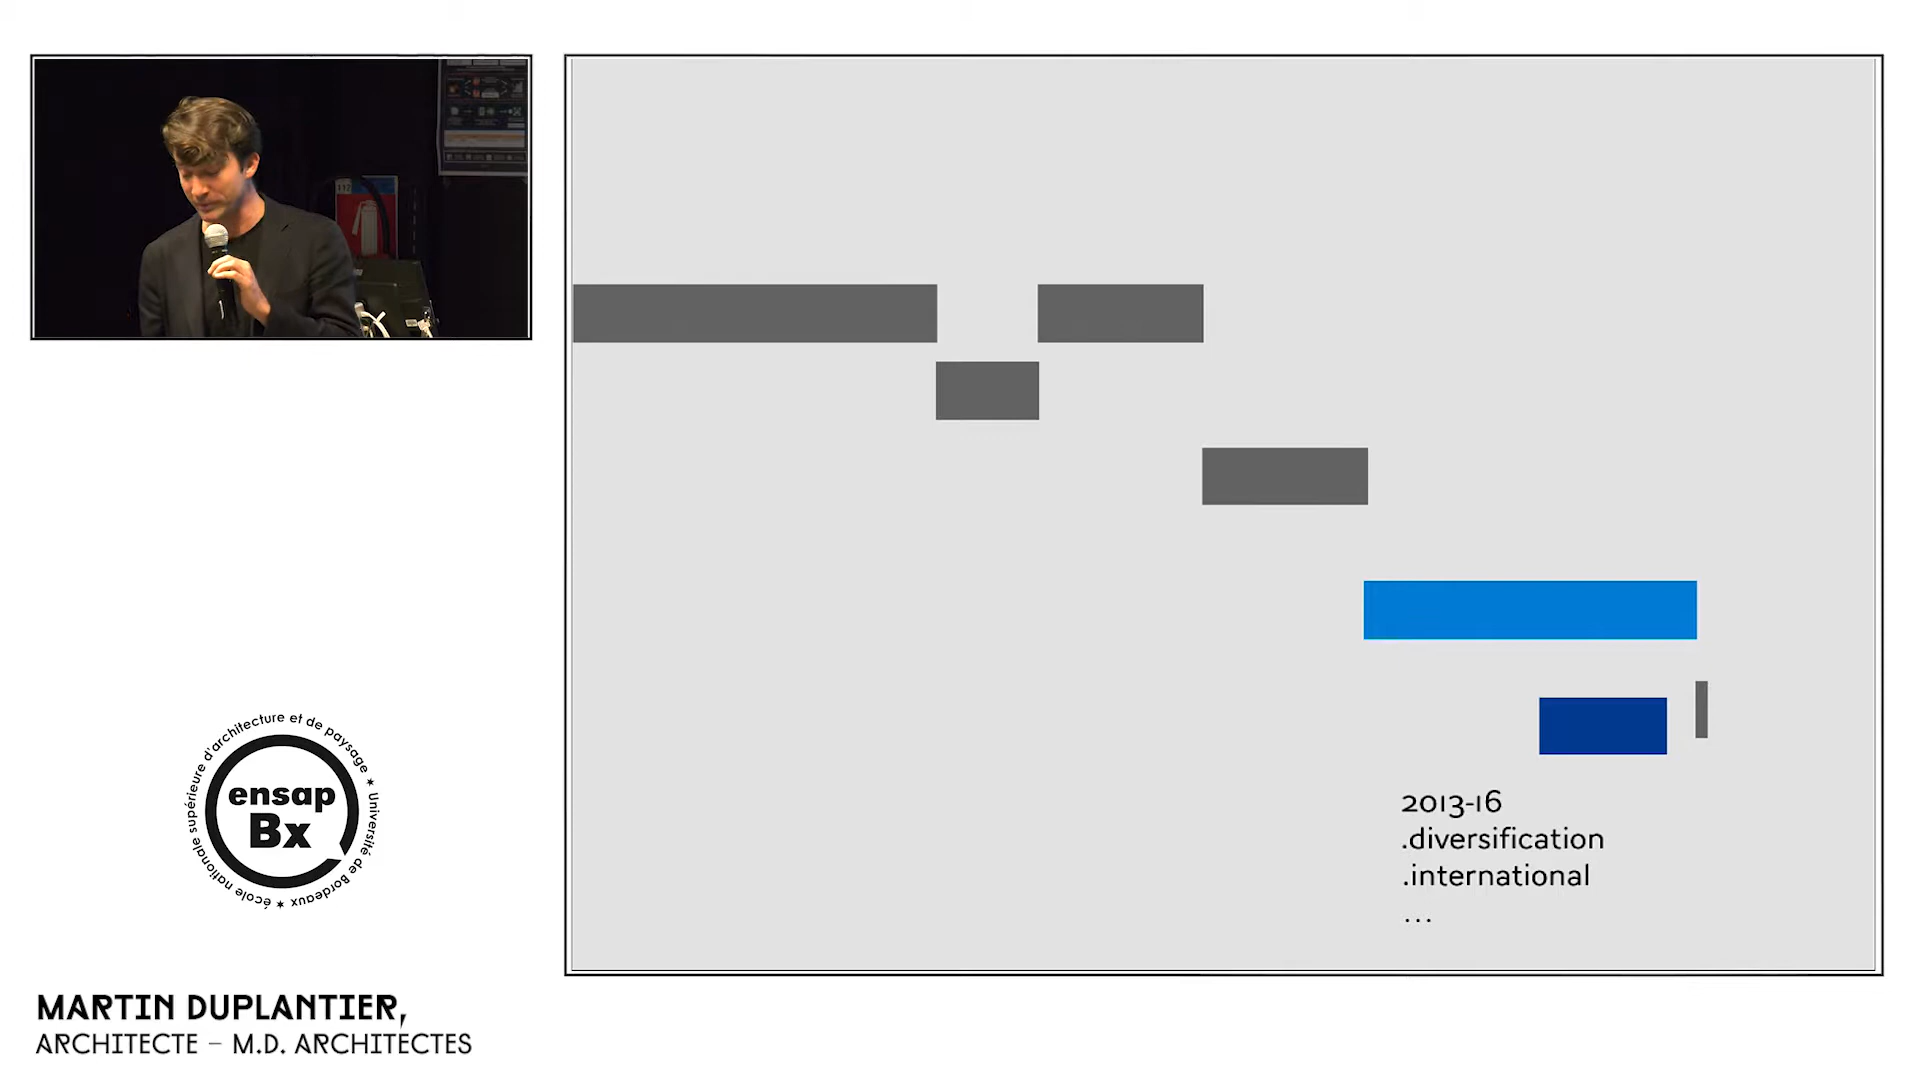 112
école nationale supérieure d'architecture et de paysage ★ Université de Bordeaux ★
ensap
Bx
MARTIN DUPLANTIER,
ARCHITECTE – M.D. ARCHITECTES
2013-16
.diversification
.international
...